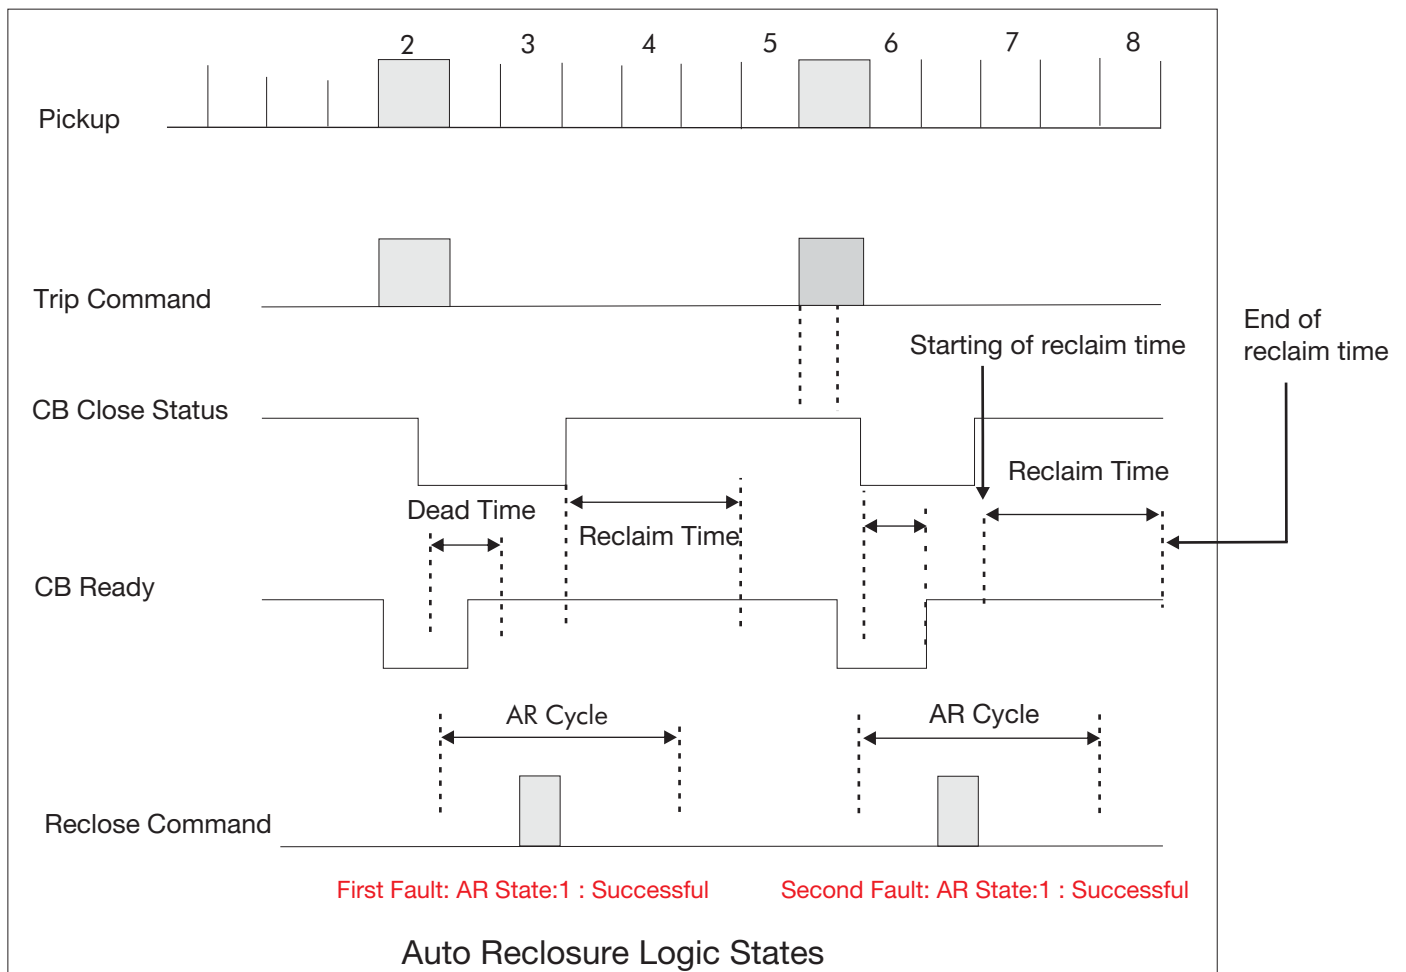 2 3 4 5 6 7 8
Pickup
Trip Command
Starting of reclaim time
End of
reclaim time
CB Close Status
Reclaim Time
Dead Time
Reclaim Time
CB Ready
AR Cycle
AR Cycle
Reclose Command
First Fault: AR State:1 : Successful
Second Fault: AR State:1 : Successful
Auto Reclosure Logic States